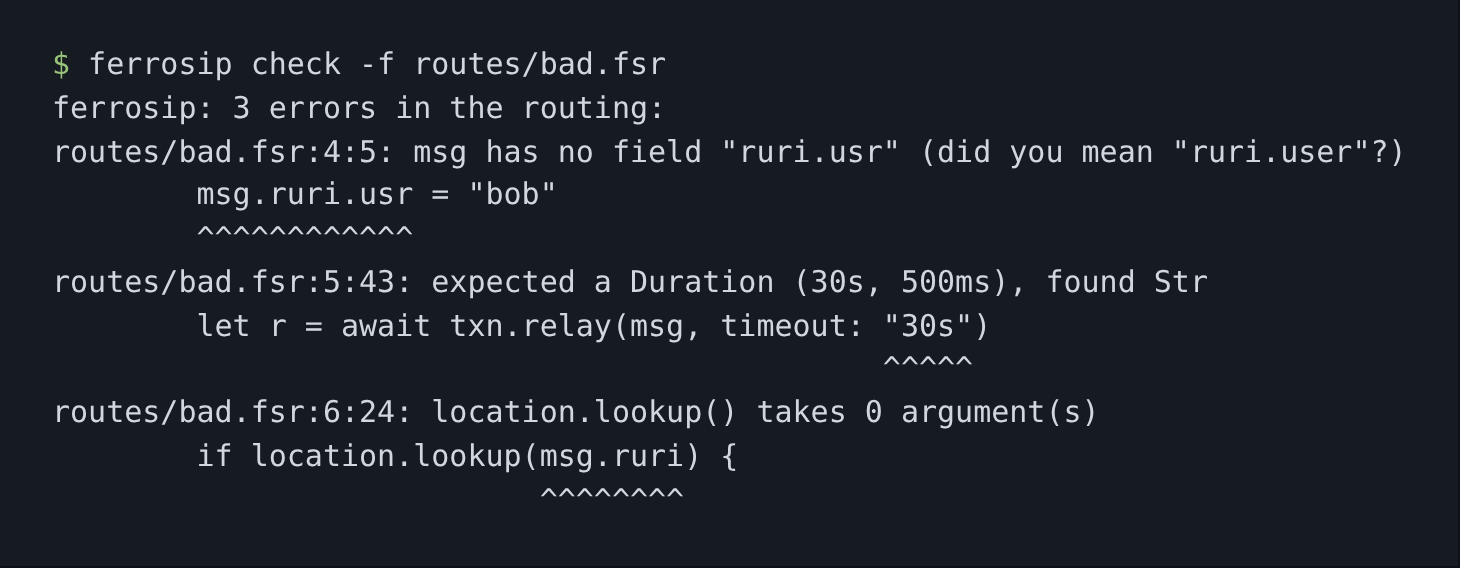 $ ferrosip check -f routes/bad.fsr
ferrosip: 3 errors in the routing:
routes/bad.fsr:4:5: msg has no field "ruri.usr" (did you mean "ruri.user"?)
        msg.ruri.usr = "bob"
        ^^^^^^^^^^^^
routes/bad.fsr:5:43: expected a Duration (30s, 500ms), found Str
        let r = await txn.relay(msg, timeout: "30s")
                                              ^^^^^
routes/bad.fsr:6:24: location.lookup() takes 0 argument(s)
        if location.lookup(msg.ruri) {
                           ^^^^^^^^